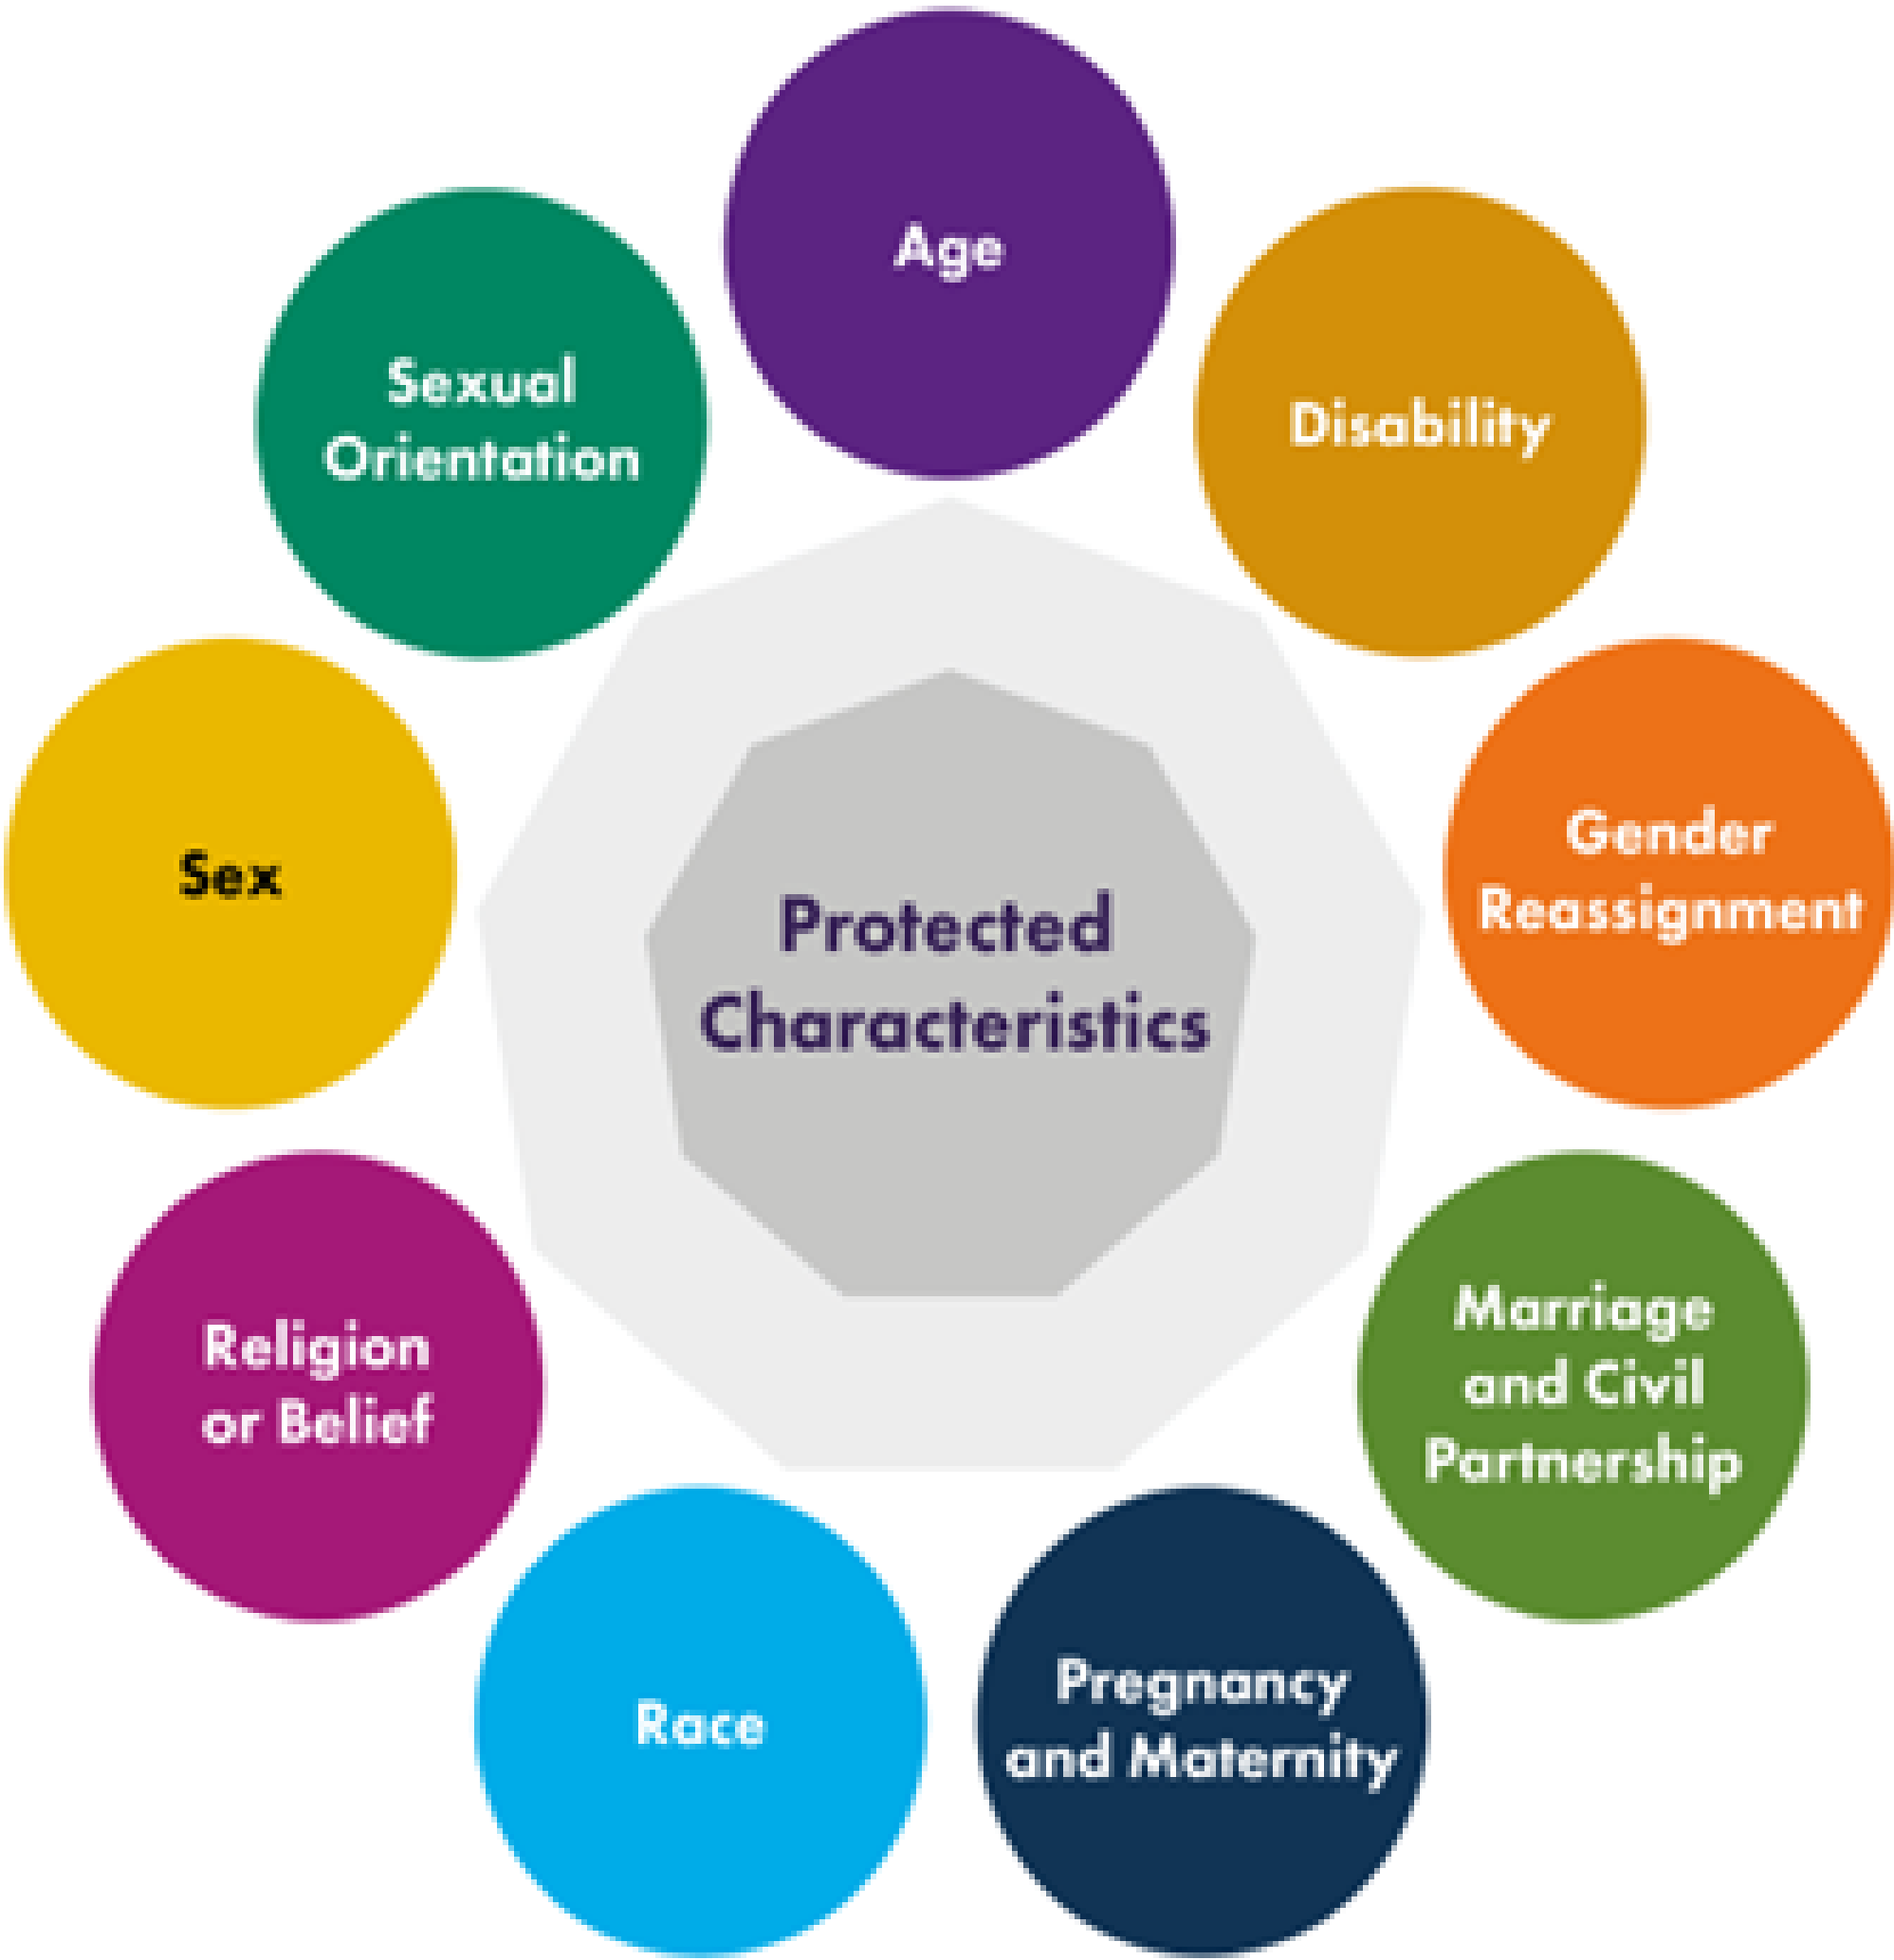 Age
Disability
Gender
Reassignment
Marriage
and Civil
Partnership
Pregnancy
and Maternity
Race
Religion
or Belief
Sex
Sexual
Orientation
Protected
Characteristics